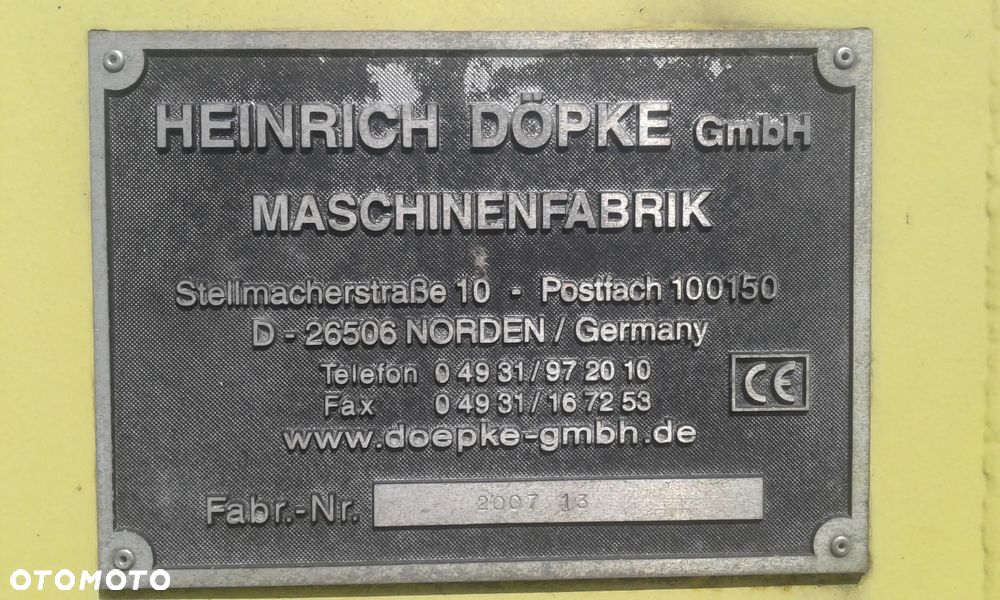 HEINRICH DÖPKE GmbH
MASCHINENFABRIK
Stellmacherstraße 10 - Postfach 100150
D - 26506 NORDEN / Germany
Telefon 0 49 31/97 20 10
Fax 0 49 31/16 72 53
CE
www.doepke-gmbh.de
Fabr.-Nr. 2007 13
OTOMOTO